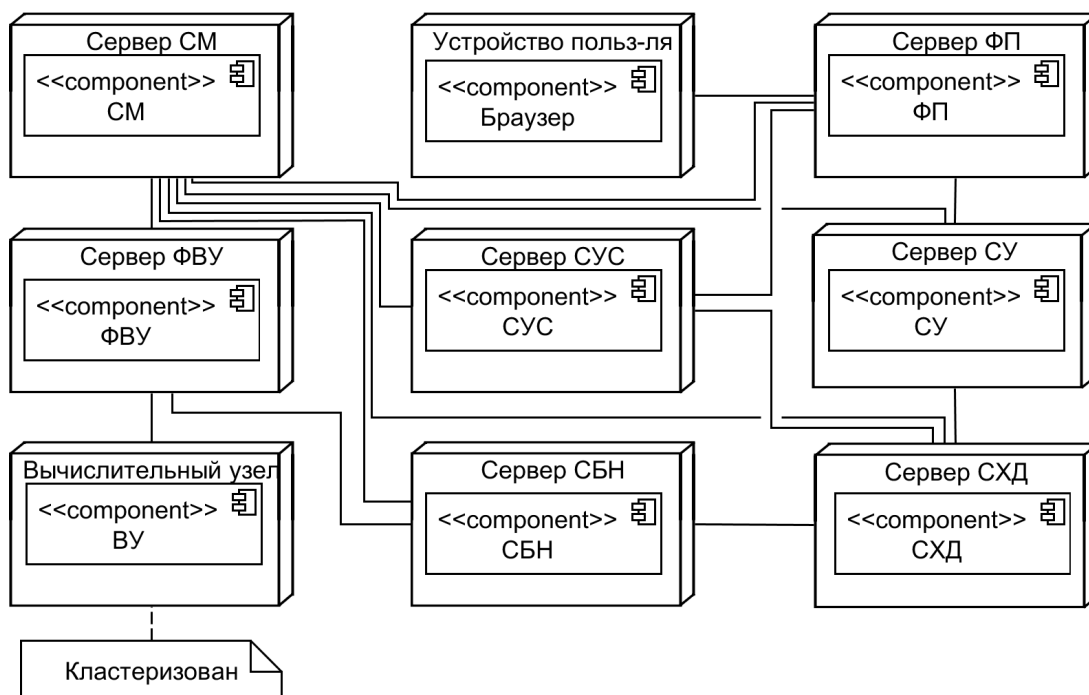 Сервер СМ
<<component>>
СМ
Устройство польз-ля
<<component>>
Браузер
Сервер ФП
<<component>>
ФП
Сервер ФВУ
<<component>>
ФВУ
Сервер СУС
<<component>>
СУС
Сервер СУ
<<component>>
СУ
Вычислительный узел
<<component>>
ВУ
Сервер СБН
<<component>>
СБН
Сервер СХД
<<component>>
СХД
Кластеризован